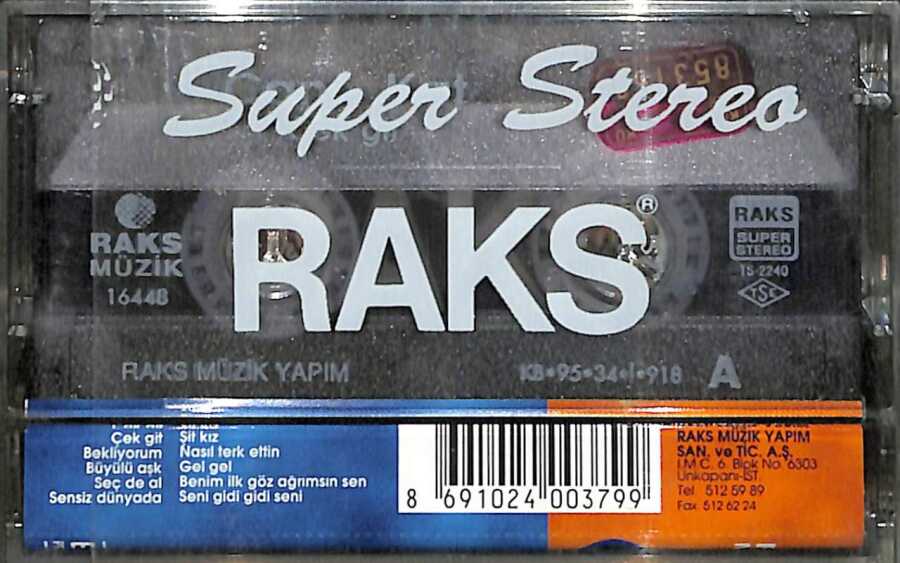 Super Stereo
8531
RAKS®
RAKS
MÜZİK
16448
RAKS
SUPER
STEREO
TS-2240
TSE
RAKS MÜZİK YAPIM
KB•95•34•İ•918 A
Çek git
Bekliyorum
Büyülü aşk
Seç de al
Sensiz dünyada
Şit kız
Nasıl terk ettin
Gel gel
Benim ilk göz ağrımsın sen
Seni gidi gidi seni
8 691024 003799
RAKS MÜZİK YAPIM
SAN. ve TİC. A.Ş.
İ.M.C. 6. Blok No 6303
Unkapanı-İST.
Tel 512 59 89
Fax 512 62 24